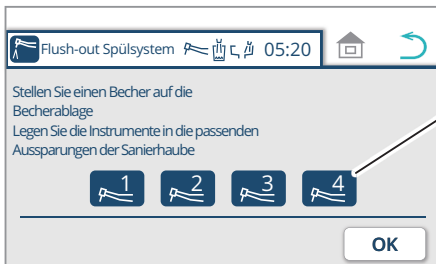 Flush-out Spülsystem 05:20
Stellen Sie einen Becher auf die
Becherablage
Legen Sie die Instrumente in die passenden
Aussparungen der Sanierhaube
1 2 3 4
OK